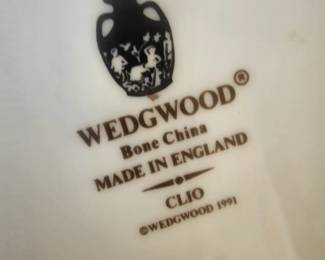 WEDGWOOD®
Bone China
MADE IN ENGLAND
CLIO
©WEDGWOOD 1991